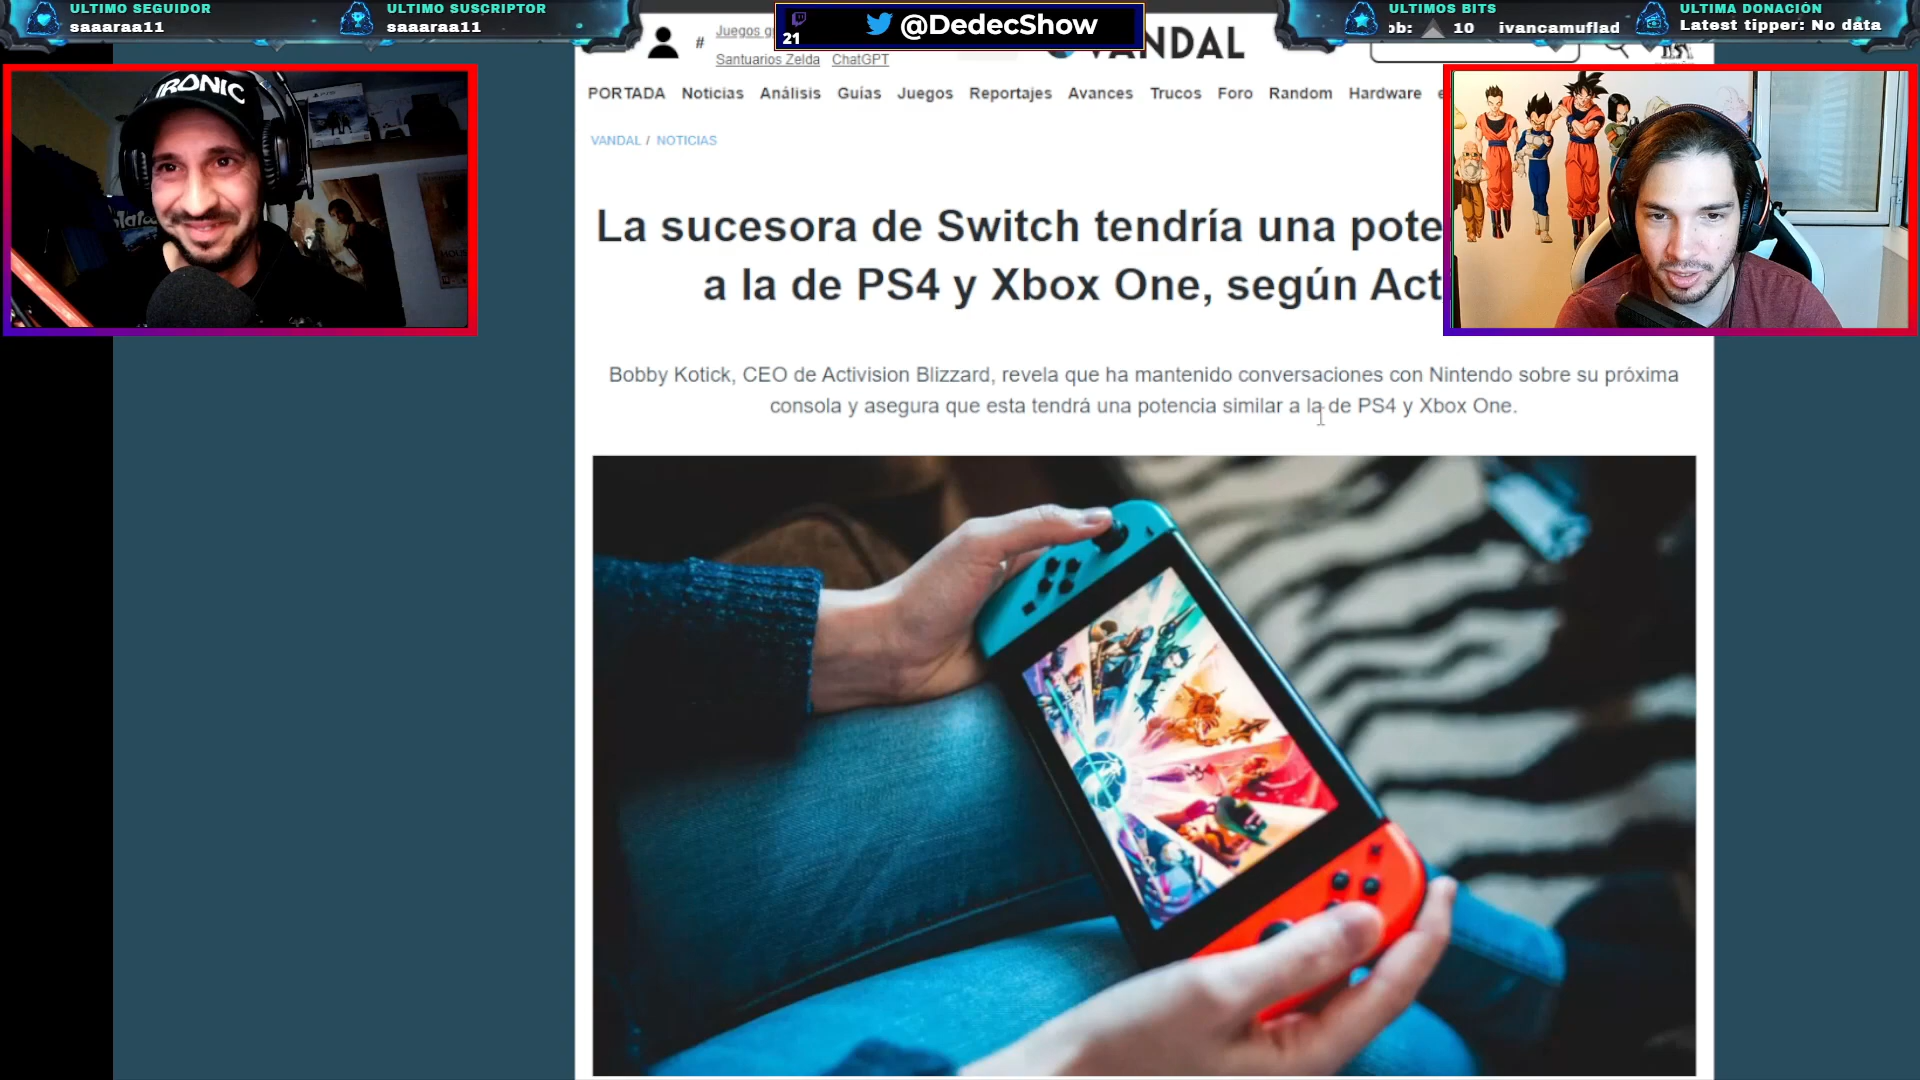 ULTIMO SEGUIDOR
saaaraa11
ULTIMO SUSCRIPTOR
saaaraa11
21
@DedecShow
ULTIMOS BITS
ob: 10 ivancamuflad
ULTIMA DONACIÓN
Latest tipper: No data
IRONIC
#
Juegos
Santuarios Zelda ChatGPT
VANDAL
PORTADA Noticias Análisis Guías Juegos Reportajes Avances Trucos Foro Random Hardware
VANDAL / NOTICIAS
La sucesora de Switch tendría una pote
a la de PS4 y Xbox One, según Act
Bobby Kotick, CEO de Activision Blizzard, revela que ha mantenido conversaciones con Nintendo sobre su próxima
consola y asegura que esta tendrá una potencia similar a la de PS4 y Xbox One.